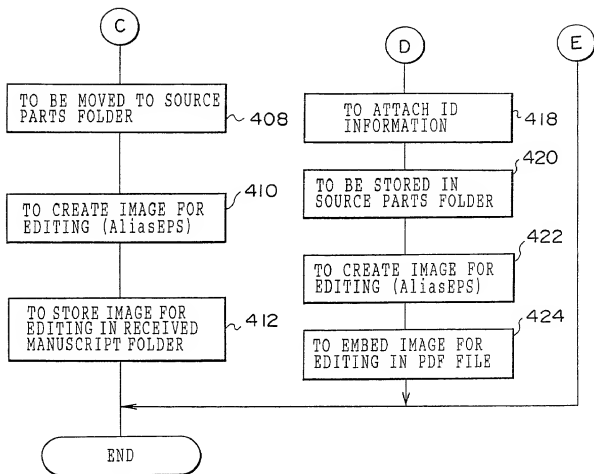 C
TO BE MOVED TO SOURCE
PARTS FOLDER
408
TO CREATE IMAGE FOR
EDITING (AliasEPS)
410
TO STORE IMAGE FOR
EDITING IN RECEIVED
MANUSCRIPT FOLDER
412
D
TO ATTACH ID
INFORMATION
418
TO BE STORED IN
SOURCE PARTS FOLDER
420
TO CREATE IMAGE FOR
EDITING (AliasEPS)
422
TO EMBED IMAGE FOR
EDITING IN PDF FILE
424
E
END